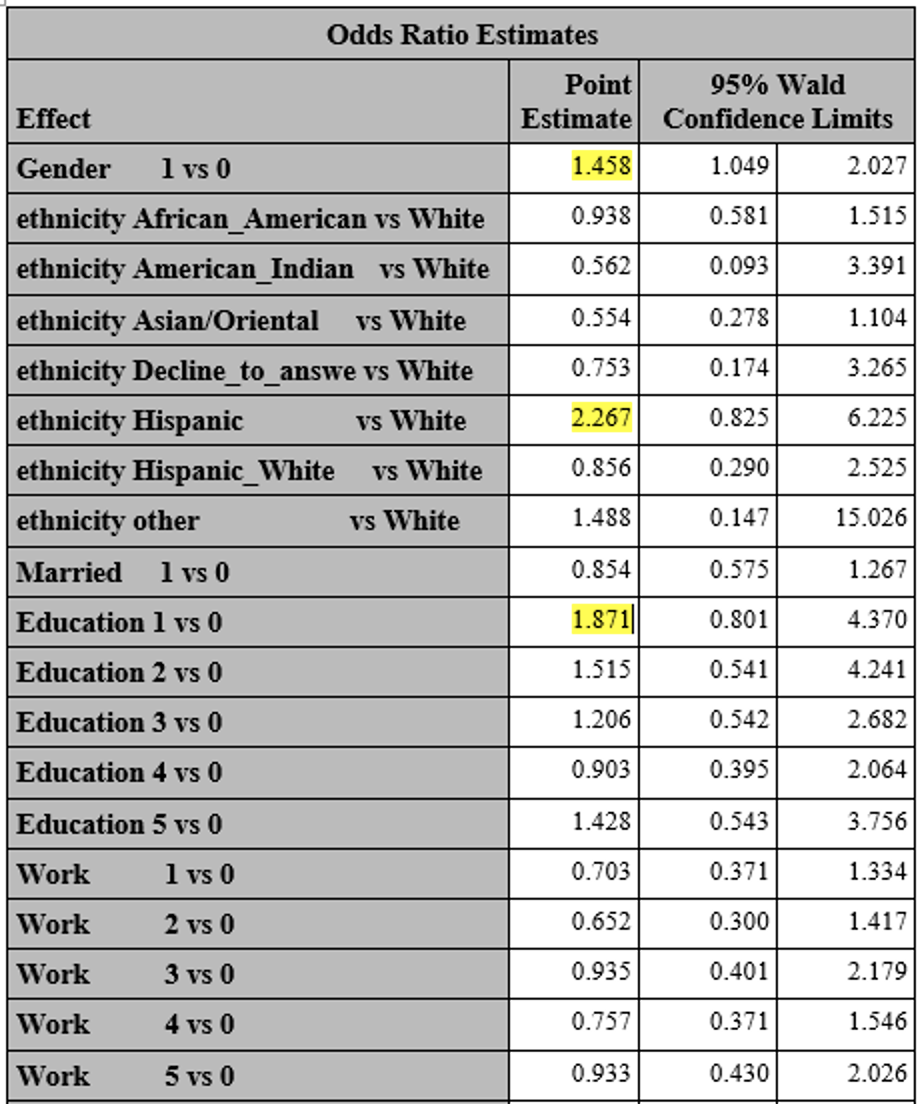 Odds Ratio Estimates
Effect Point Estimate 95% Wald Confidence Limits
Gender 1 vs 0 1.458 1.049 2.027
ethnicity African_American vs White 0.938 0.581 1.515
ethnicity American_Indian vs White 0.562 0.093 3.391
ethnicity Asian/Oriental vs White 0.554 0.278 1.104
ethnicity Decline_to_answe vs White 0.753 0.174 3.265
ethnicity Hispanic vs White 2.267 0.825 6.225
ethnicity Hispanic_White vs White 0.856 0.290 2.525
ethnicity other vs White 1.488 0.147 15.026
Married 1 vs 0 0.854 0.575 1.267
Education 1 vs 0 1.871 0.801 4.370
Education 2 vs 0 1.515 0.541 4.241
Education 3 vs 0 1.206 0.542 2.682
Education 4 vs 0 0.903 0.395 2.064
Education 5 vs 0 1.428 0.543 3.756
Work 1 vs 0 0.703 0.371 1.334
Work 2 vs 0 0.652 0.300 1.417
Work 3 vs 0 0.935 0.401 2.179
Work 4 vs 0 0.757 0.371 1.546
Work 5 vs 0 0.933 0.430 2.026